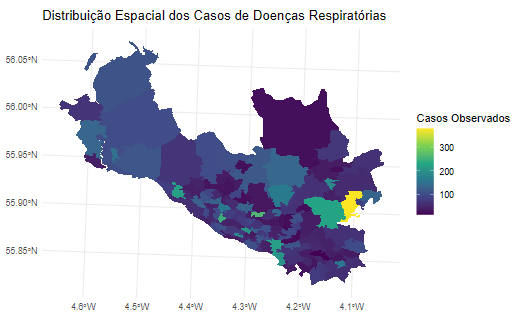 Distribuição Espacial dos Casos de Doenças Respiratórias
56.05°N
56.00°N
55.95°N
55.90°N
55.85°N
4.6°W
4.5°W
4.4°W
4.3°W
4.2°W
4.1°W
Casos Observados
300
200
100